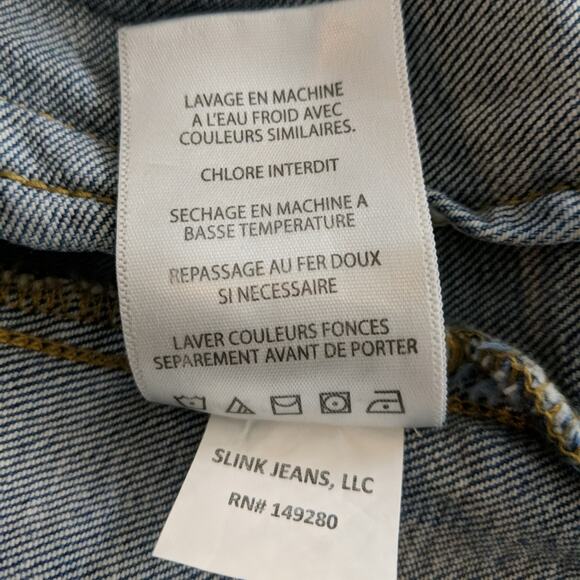 LAVAGE EN MACHINE
A L'EAU FROID AVEC
COULEURS SIMILAIRES.
CHLORE INTERDIT
SECHAGE EN MACHINE A
BASSE TEMPERATURE
REPASSAGE AU FER DOUX
SI NECESSAIRE
LAVER COULEURS FONCES
SEPAREMENT AVANT DE PORTER
SLINK JEANS, LLC
RN# 149280